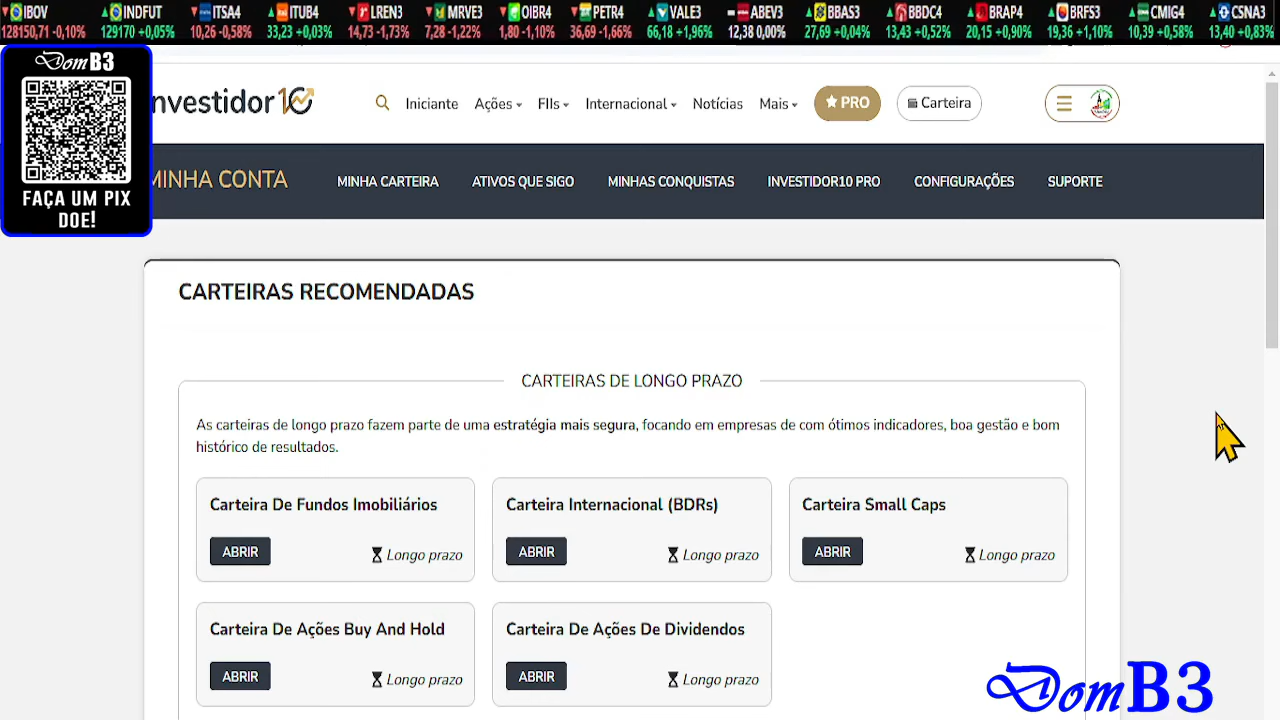 IBOV INDFUT ITSA4 ITUB4 LREN3 MRVE3 OIBR4 PETR4 VALE3 ABEV3 BBAS3 BBDC4 BRAP4 BRFS3 CMIG4 CSNA3
128150,71 -0,10% 129170 +0,05% 10,26 -0,58% 33,23 +0,03% 14,73 -1,73% 7,28 -1,22% 1,80 -1,10% 36,69 -1,66% 66,18 +1,96% 12,38 0,00% 27,69 +0,04% 13,43 +0,52% 20,15 +0,90% 19,36 +1,10% 10,39 +0,58% 13,40 +0,83%
DomB3
FAÇA UM PIX
DOE!
nvestidor 10
Iniciante Ações FIIs Internacional Notícias Mais PRO Carteira
MINHA CONTA
MINHA CARTEIRA ATIVOS QUE SIGO MINHAS CONQUISTAS INVESTIDOR10 PRO CONFIGURAÇÕES SUPORTE
CARTEIRAS RECOMENDADAS
CARTEIRAS DE LONGO PRAZO
As carteiras de longo prazo fazem parte de uma estratégia mais segura, focando em empresas de com ótimos indicadores, boa gestão e bom
histórico de resultados.
Carteira De Fundos Imobiliários
ABRIR Longo prazo
Carteira Internacional (BDRs)
ABRIR Longo prazo
Carteira Small Caps
ABRIR Longo prazo
Carteira De Ações Buy And Hold
ABRIR Longo prazo
Carteira De Ações De Dividendos
ABRIR Longo prazo
DomB3